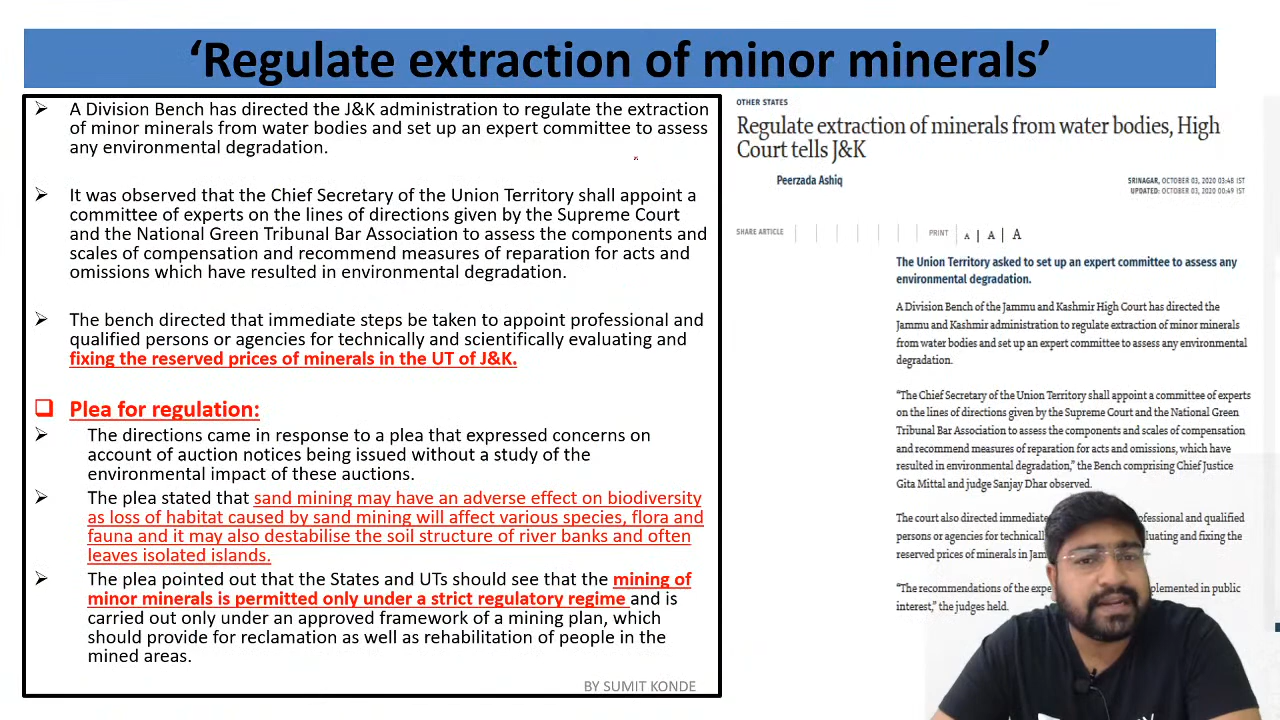 ‘Regulate extraction of minor minerals’
A Division Bench has directed the J&K administration to regulate the extraction
of minor minerals from water bodies and set up an expert committee to assess
any environmental degradation.
It was observed that the Chief Secretary of the Union Territory shall appoint a
committee of experts on the lines of directions given by the Supreme Court
and the National Green Tribunal Bar Association to assess the components and
scales of compensation and recommend measures of reparation for acts and
omissions which have resulted in environmental degradation.
The bench directed that immediate steps be taken to appoint professional and
qualified persons or agencies for technically and scientifically evaluating and
fixing the reserved prices of minerals in the UT of J&K.
Plea for regulation:
The directions came in response to a plea that expressed concerns on
account of auction notices being issued without a study of the
environmental impact of these auctions.
The plea stated that sand mining may have an adverse effect on biodiversity
as loss of habitat caused by sand mining will affect various species, flora and
fauna and it may also destabilise the soil structure of river banks and often
leaves isolated islands.
The plea pointed out that the States and UTs should see that the mining of
minor minerals is permitted only under a strict regulatory regime and is
carried out only under an approved framework of a mining plan, which
should provide for reclamation as well as rehabilitation of people in the
mined areas.
BY SUMIT KONDE
OTHER STATES
Regulate extraction of minerals from water bodies, High
Court tells J&K
Peerzada Ashiq
SRINAGAR, OCTOBER 03, 2020 03:48 IST
UPDATED: OCTOBER 03, 2020 00:49 IST
SHARE ARTICLE PRINT A A A
The Union Territory asked to set up an expert committee to assess any
environmental degradation.
A Division Bench of the Jammu and Kashmir High Court has directed the
Jammu and Kashmir administration to regulate extraction of minor minerals
from water bodies and set up an expert committee to assess any environmental
degradation.
“The Chief Secretary of the Union Territory shall appoint a committee of experts
on the lines of directions given by the Supreme Court and the National Green
Tribunal Bar Association to assess the components and scales of compensation
and recommend measures of reparation for acts and omissions, which have
resulted in environmental degradation,” the Bench comprising Chief Justice
Gita Mittal and judge Sanjay Dhar observed.
The court also directed immediate professional and qualified
persons or agencies for evaluating and fixing the
reserved prices of minerals in
“The recommendations of the implemented in public
interest,” the judges held.